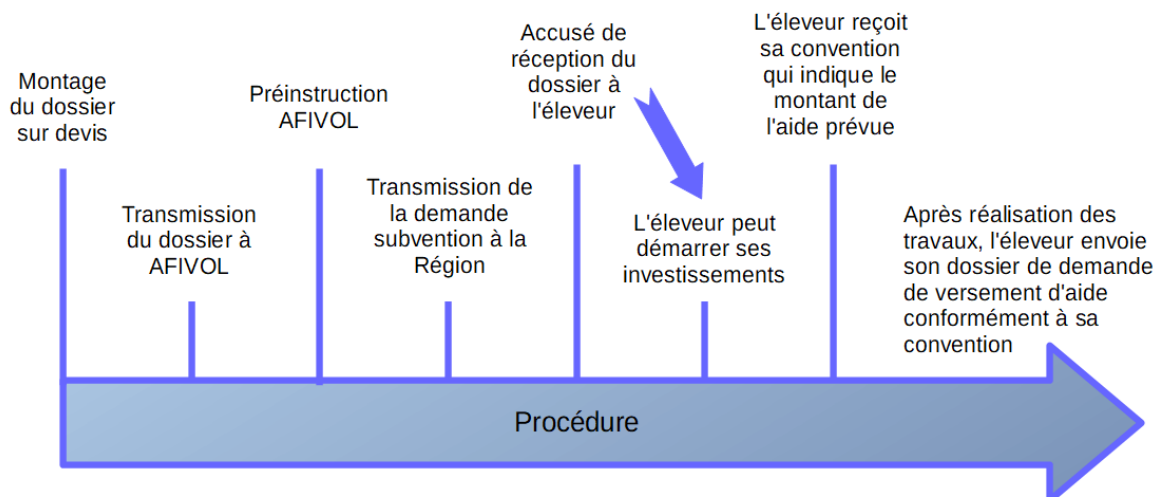 Montage
du dossier
sur devis
Transmission
du dossier à
AFIVOL
Préinstruction
AFIVOL
Transmission de
la demande
subvention à la
Région
Accusé de
réception du
dossier à
l'éleveur
L'éleveur peut
démarrer ses
investissements
L'éleveur reçoit
sa convention
qui indique le
montant de
l'aide prévue
Après réalisation des
travaux, l'éleveur envoie
son dossier de demande
de versement d'aide
conformément à sa
convention
Procédure